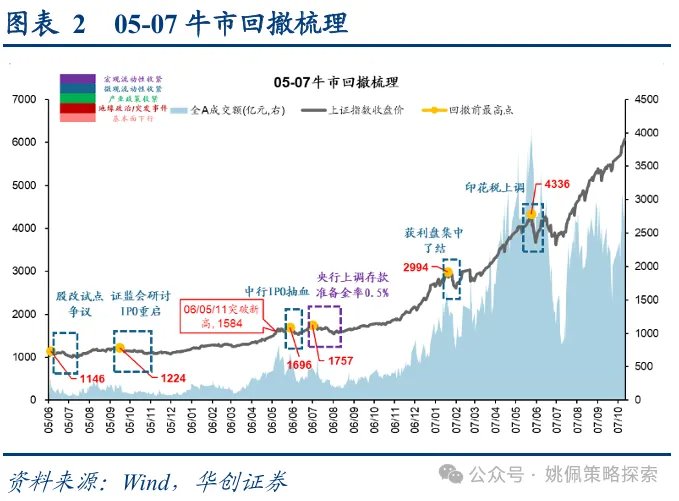 图表 2 05-07 牛市回撤梳理
05-07牛市回撤梳理
宏观流动性收紧
微观流动性收紧
产业政策收紧
地缘政治/突发事件
基本面下行
全A成交额(亿元,右)
上证指数收盘价
回撤前最高点
7000
6000
5000
4000
3000
2000
1000
0
4500
4000
3500
3000
2500
2000
1500
1000
500
0
股改试点
争议
1146
证监会研讨
IPO重启
1224
06/05/11突破新
高, 1584
中行IPO抽血
1696
央行上调存款
准备金率0.5%
1757
获利盘集中
了结
2994
印花税上调
4336
05/06
05/07
05/08
05/09
05/10
05/11
05/12
06/01
06/02
06/03
06/04
06/05
06/06
06/07
06/08
06/09
06/10
06/11
06/12
07/01
07/02
07/03
07/04
07/05
07/06
07/07
07/08
07/09
07/10
资料来源：Wind，华创证券
公众号 · 姚佩策略探索